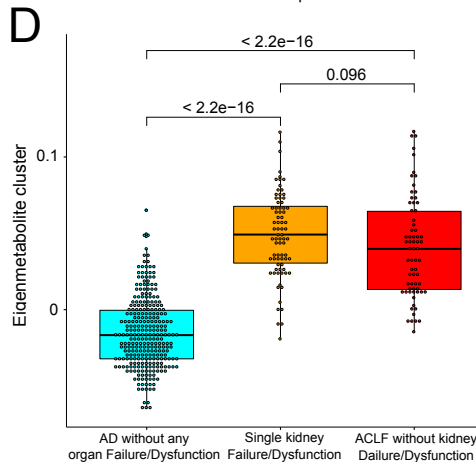 D
< 2.2e−16
0.096
< 2.2e−16
Eigenmetabolite cluster
0.1
0
AD without any
organ Failure/Dysfunction
Single kidney
Failure/Dysfunction
ACLF without kidney
Dailure/Dysfunction